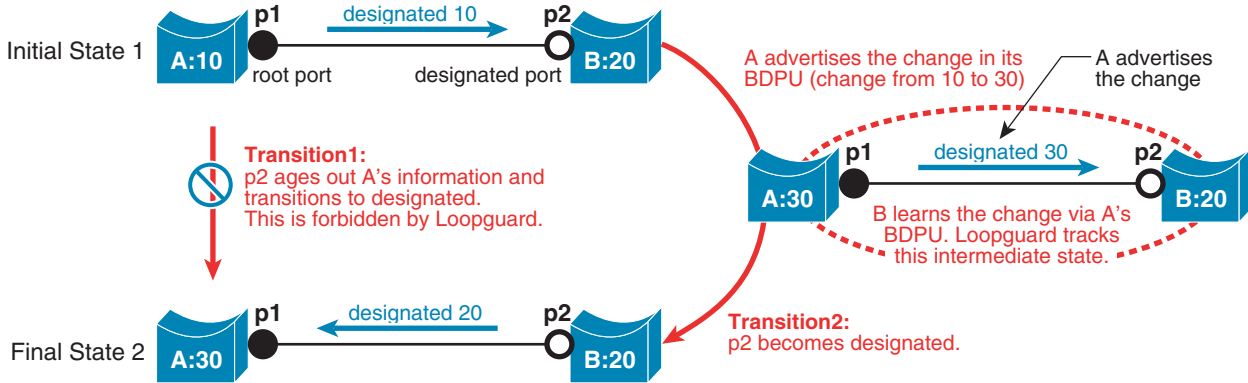 p1
designated 10
p2
Initial State 1
A:10
B:20
root port
designated port
A advertises the change in its
BDPU (change from 10 to 30)
A advertises
the change
Transition1:
p2 ages out A's information and
transitions to designated.
This is forbidden by Loopguard.
p1
designated 30
p2
A:30
B:20
B learns the change via A's
BDPU. Loopguard tracks
this intermediate state.
p1
designated 20
p2
Final State 2
A:30
B:20
Transition2:
p2 becomes designated.